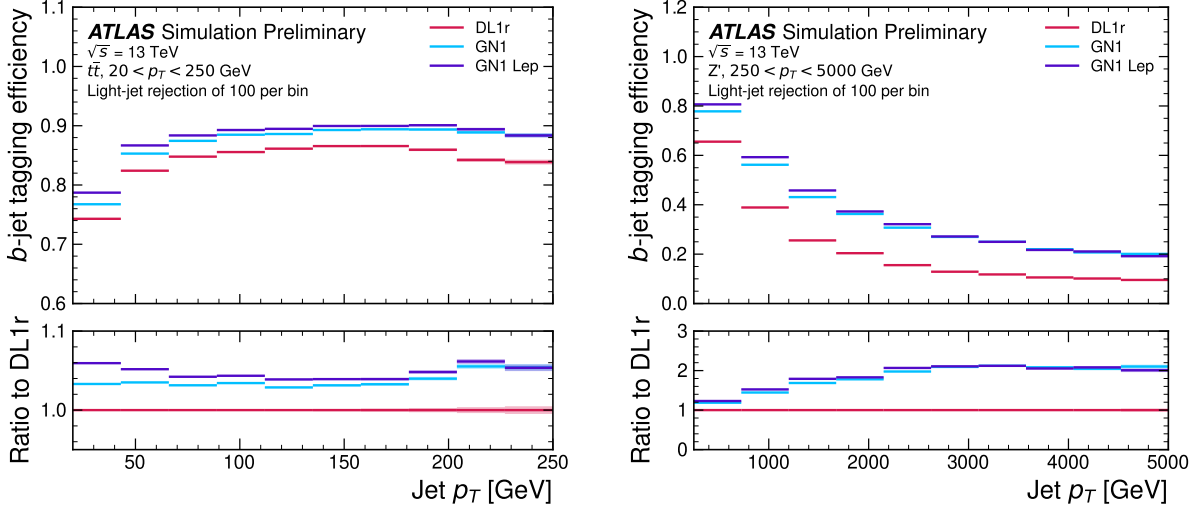 ATLAS Simulation Preliminary
√s = 13 TeV
tt̄, 20 < pT < 250 GeV
Light-jet rejection of 100 per bin
DL1r
GN1
GN1 Lep
b-jet tagging efficiency
1.1
1.0
0.9
0.8
0.7
0.6
Ratio to DL1r
1.1
1.0
50
100
150
200
250
Jet pT [GeV]
ATLAS Simulation Preliminary
√s = 13 TeV
Z', 250 < pT < 5000 GeV
Light-jet rejection of 100 per bin
DL1r
GN1
GN1 Lep
b-jet tagging efficiency
1.2
1.0
0.8
0.6
0.4
0.2
0.0
Ratio to DL1r
3
2
1
0
1000
2000
3000
4000
5000
Jet pT [GeV]